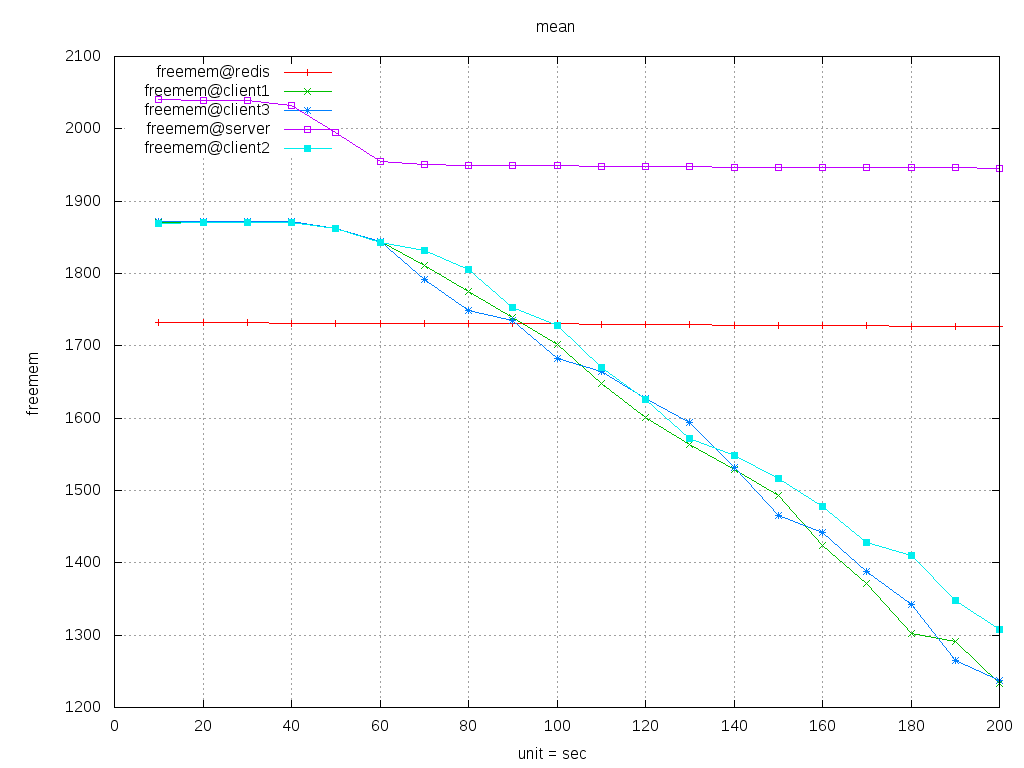 mean
2100
2000
1900
1800
1700
1600
1500
1400
1300
1200
freemem
freemem@redis
freemem@client1
freemem@client3
freemem@server
freemem@client2
0 20 40 60 80 100 120 140 160 180 200
unit = sec